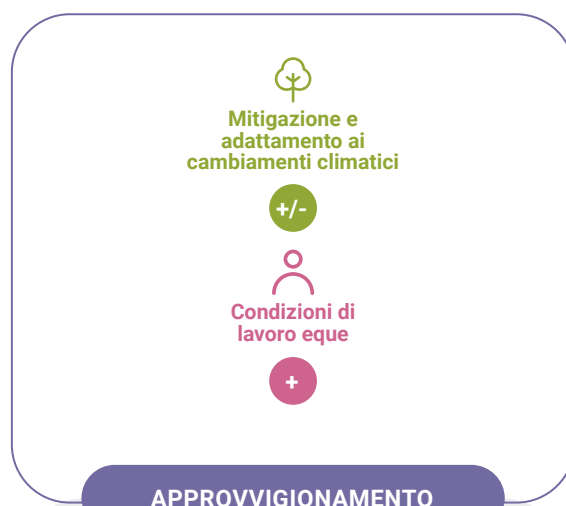 Mitigazione e
adattamento ai
cambiamenti climatici
+/-
Condizioni di
lavoro eque
+
APPROVVIGIONAMENTO